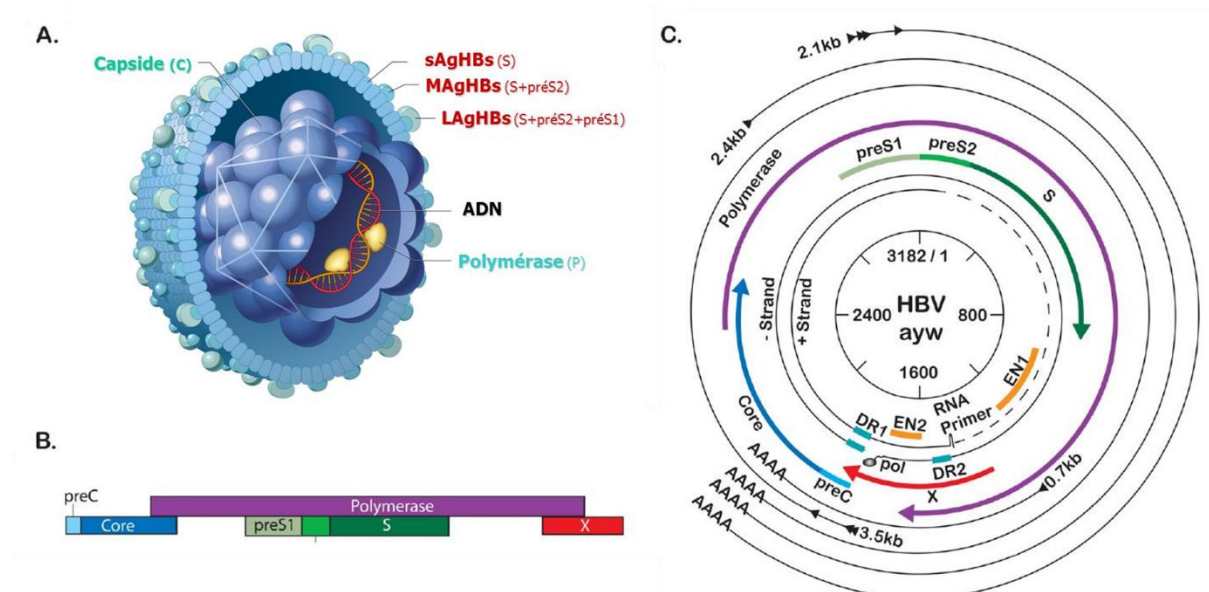 A.
Capside (C)
sAgHBs (S)
MAgHBs (S+préS2)
LAgHBs (S+préS2+préS1)
ADN
Polymérase (P)
B.
preC
Polymerase
Core
preS1
S
X
C.
2.1kb
2.4kb
Polymerase
preS1
preS2
S
- Strand
+ Strand
3182 / 1
2400
HBV
ayw
800
1600
EN1
RNA
Primer
EN2
DR1
DR2
pol
Core
preC
X
0.7kb
3.5kb
AAAA
AAAA
AAAA
AAAA